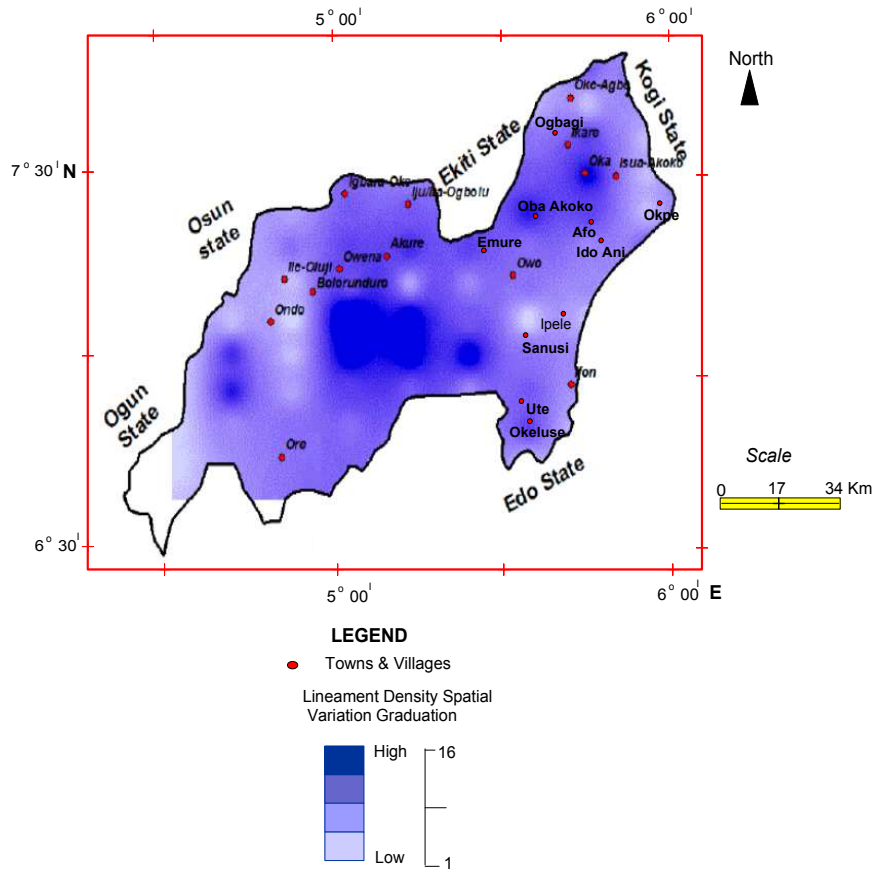 5° 00' 6° 00'
North
Kogi State
Oke-Agbe
Ogbagi
Ikare
Ekiti State
7° 30' N
Oka
Isua-Akoko
Igbara-Oke
Oba Akoko
Okpe
Osun
state
Afo
Akure
Emure
Ido Ani
Owena
Owo
Ile-Oluji
Bolorunduro
Ondo
Ipele
Sanusi
Ogun
State
Ute
Okeluse
Ore
Edo State
Scale
0 17 34 Km
6° 30'
5° 00' 6° 00' E
LEGEND
Towns & Villages
Lineament Density Spatial
Variation Graduation
High 16
Low 1